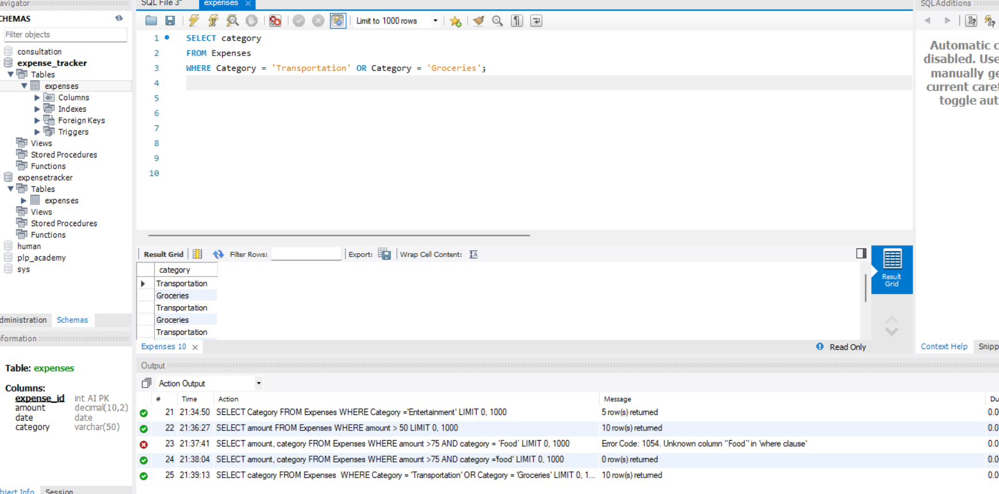 avigator
CHEMAS
Filter objects
consultation
expense_tracker
Tables
expenses
Columns
Indexes
Foreign Keys
Triggers
Views
Stored Procedures
Functions
expensetracker
Tables
expenses
Views
Stored Procedures
Functions
human
plp_academy
sys
dministration Schemas
nformation
Table: expenses
Columns:
expense_id int AI PK
amount decimal(10,2)
date date
category varchar(50)
bject Info Session
SQL File 3* expenses
Limit to 1000 rows
1 SELECT category
2 FROM Expenses
3 WHERE Category = 'Transportation' OR Category = 'Groceries';
4
5
6
7
8
9
10
Result Grid Filter Rows: Export: Wrap Cell Content:
category
Transportation
Groceries
Transportation
Groceries
Transportation
Result
Grid
Expenses 10 Read Only
Output
Action Output
# Time Action Message Du
21 21:34:50 SELECT Category FROM Expenses WHERE Category ='Entertainment' LIMIT 0, 1000 5 row(s) returned 0.0
22 21:36:27 SELECT amount FROM Expenses WHERE amount > 50 LIMIT 0, 1000 10 row(s) returned 0.0
23 21:37:41 SELECT amount, category FROM Expenses WHERE amount >75 AND category = ‘Food’ LIMIT 0, 1000 Error Code: 1054. Unknown column '‘Food’' in 'where clause' 0.0
24 21:38:04 SELECT amount, category FROM Expenses WHERE amount >75 AND category ='food' LIMIT 0, 1000 0 row(s) returned 0.0
25 21:39:13 SELECT category FROM Expenses WHERE Category = 'Transportation' OR Category = 'Groceries' LIMIT 0, 1... 10 row(s) returned 0.0
SQLAdditions
Automatic c
disabled. Use
manually ge
current caret
toggle aut
Context Help Snipp